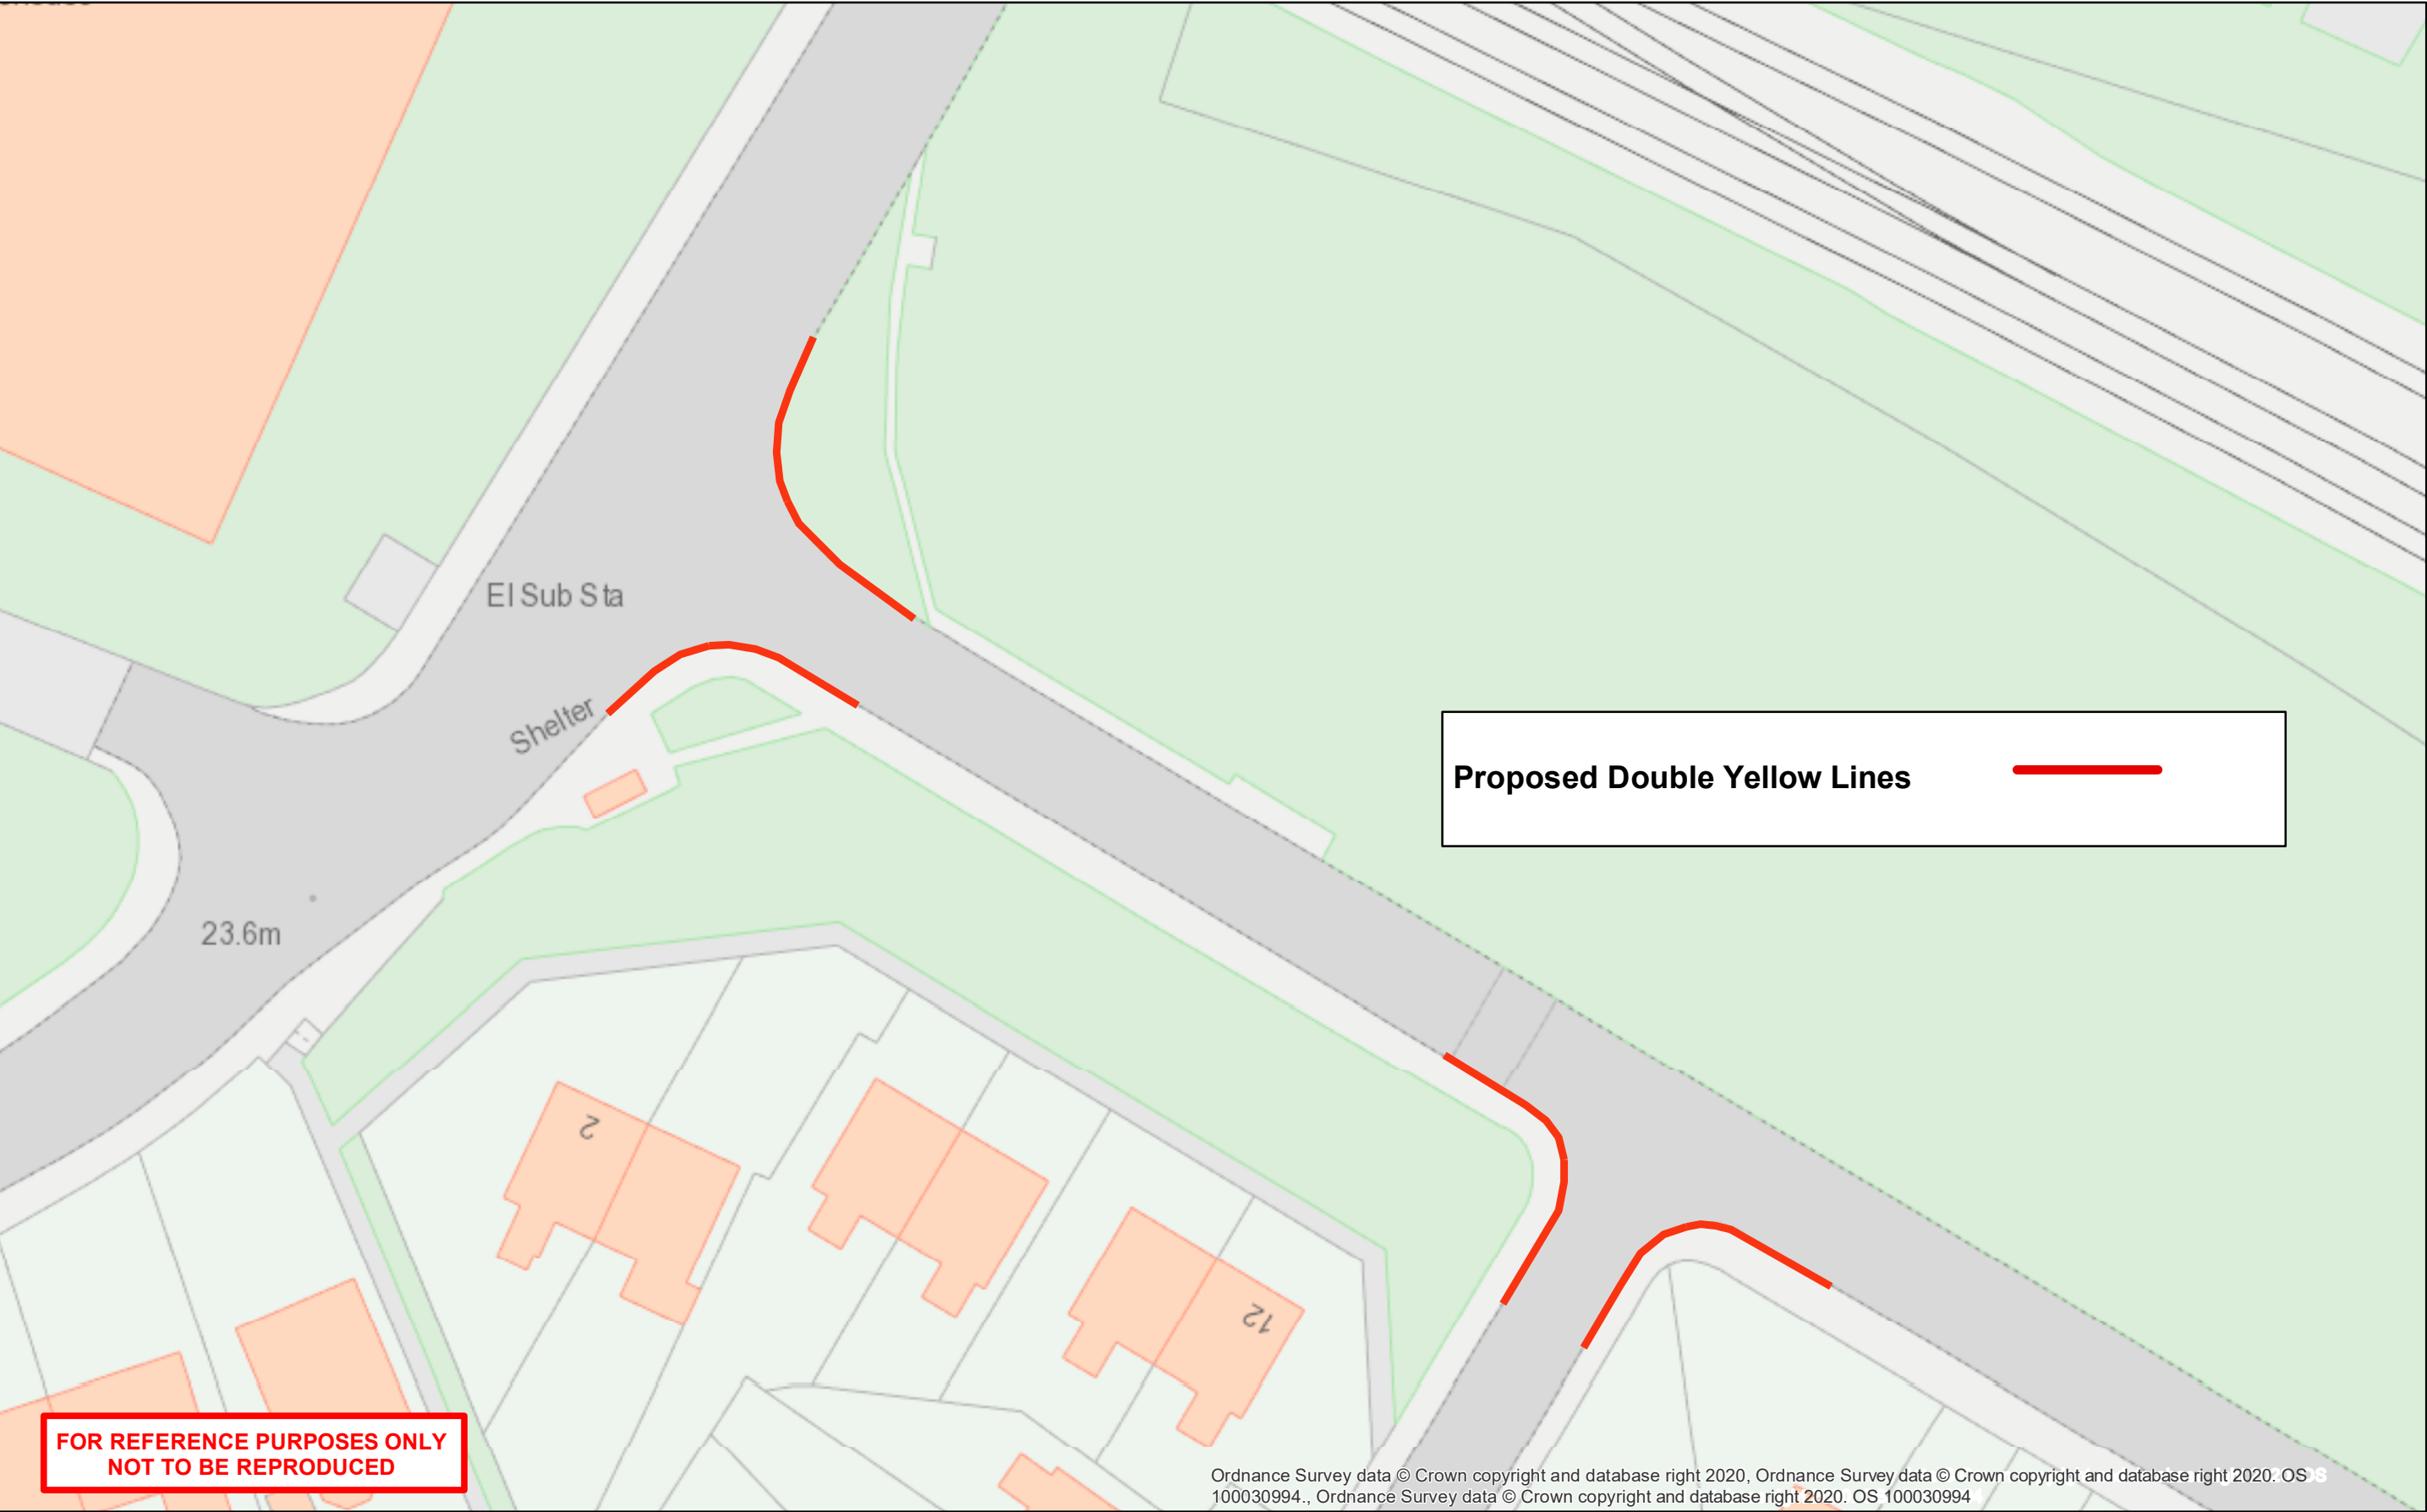 El Sub Sta
Shelter
23.6m
Proposed Double Yellow Lines
2
12
FOR REFERENCE PURPOSES ONLY
NOT TO BE REPRODUCED
Ordnance Survey data © Crown copyright and database right 2020, Ordnance Survey data © Crown copyright and database right 2020. OS
100030994., Ordnance Survey data © Crown copyright and database right 2020. OS 100030994